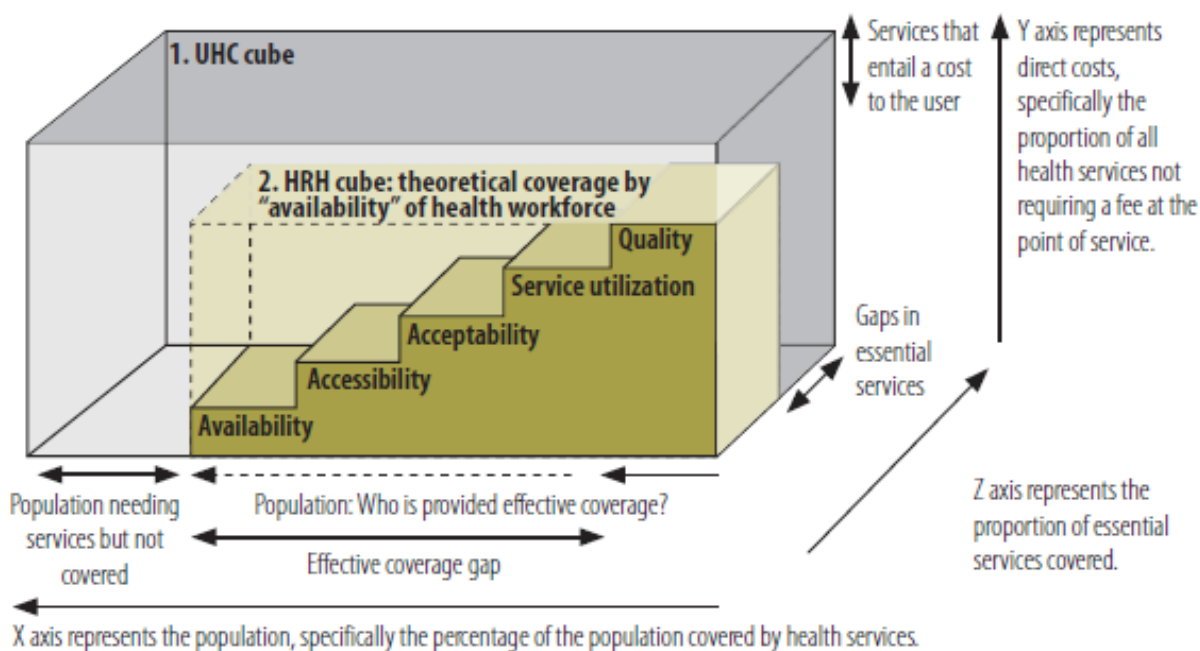 1. UHC cube
2. HRH cube: theoretical coverage by
“availability” of health workforce
Quality
Service utilization
Acceptability
Accessibility
Availability
Services that
entail a cost
to the user
Y axis represents
direct costs,
specifically the
proportion of all
health services not
requiring a fee at the
point of service.
Gaps in
essential
services
Z axis represents the
proportion of essential
services covered.
Population needing
services but not
covered
Population: Who is provided effective coverage?
Effective coverage gap
X axis represents the population, specifically the percentage of the population covered by health services.